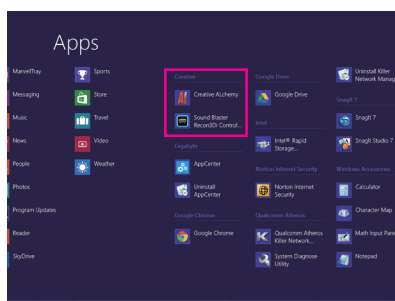 Apps
MarvellTray
Messaging
Music
News
People
Photos
Program Updates
Reader
SkyDrive
Sports
Store
Travel
Video
Weather
Creative
Creative ALchemy
Sound Blaster
Recon3Di Control...
Gigabyte
AppCenter
Uninstall
AppCenter
Google Chrome
Google Chrome
Google Drive
Google Drive
Intel
Intel® Rapid
Storage...
Norton Internet Security
Norton Internet
Security
Qualcomm Atheros
Qualcomm Atheros
Killer Network...
System Diagnose
Utility
Uninstall Killer
Network Manag
SnagIt 7
SnagIt 7
SnagIt Studio 7
Windows Accessories
Calculator
Character Map
Math Input Pane
Notepad